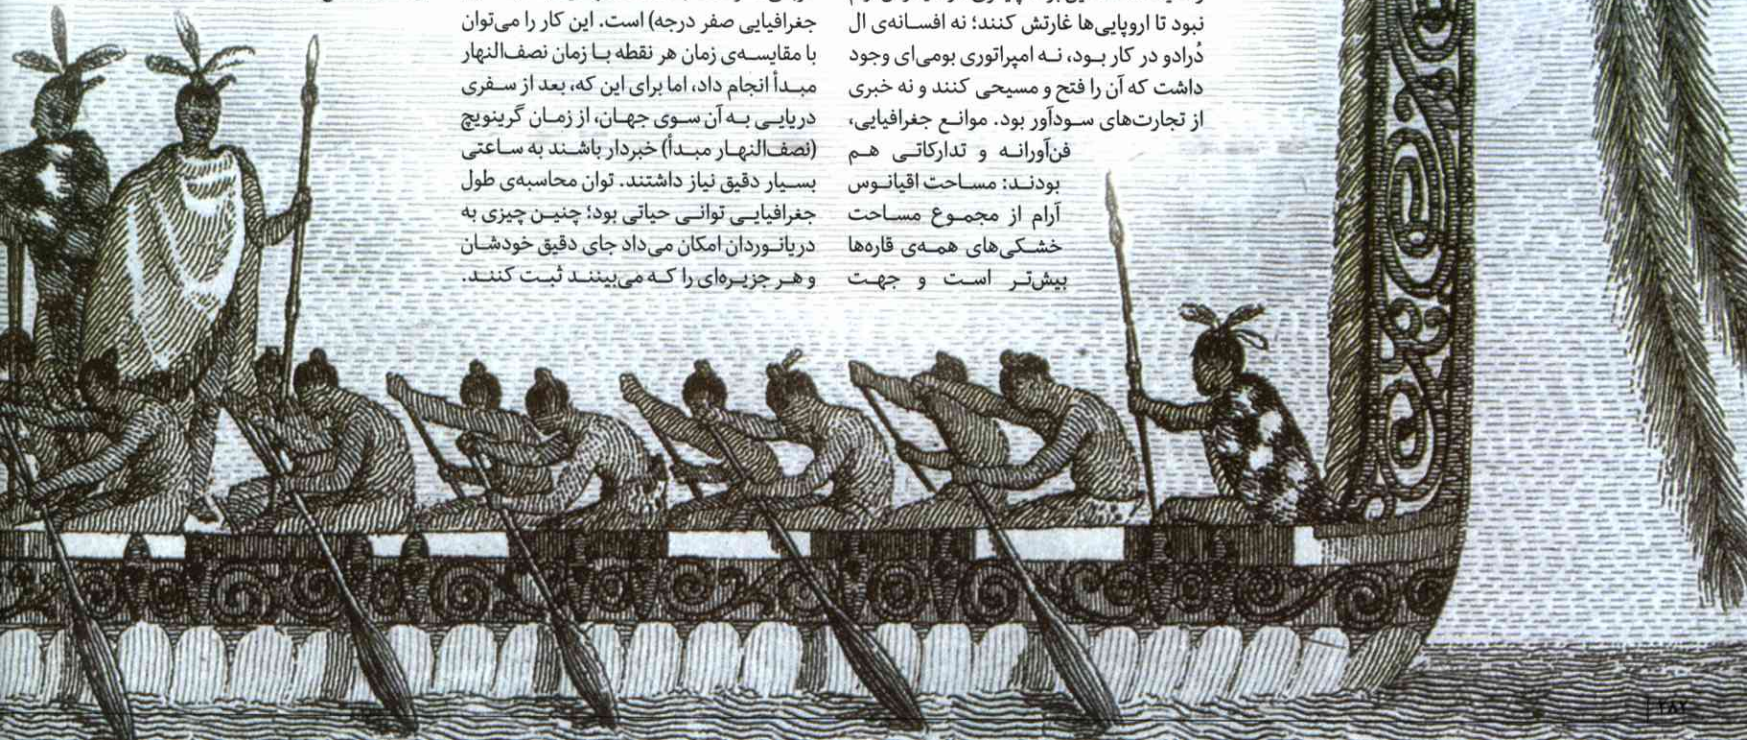 نبود تا اروپایی‌ها غارتش کنند؛ نه افسانه‌ی ال
دُرادو در کار بود، نه امپراتوری بومی‌ای وجود
داشت که آن را فتح و مسیحی کنند و نه خبری
از تجارت‌های سودآور بود. موانع جغرافیایی،
فن‌آورانه و تدارکاتی هم
بودند: مساحت اقیانوس
آرام از مجموع مساحت
خشکی‌های همه‌ی قاره‌ها
بیش‌تر است و جهت
جغرافیایی صفر درجه) است. این کار را می‌توان
با مقایسه‌ی زمان هر نقطه با زمان نصف‌النهار
مبدأ انجام داد، اما برای این که، بعد از سفری
دریایی به آن سوی جهان، از زمان گرینویچ
(نصف‌النهار مبدأ) خبردار باشند به ساعتی
بسیار دقیق نیاز داشتند. توان محاسبه‌ی طول
جغرافیایی توانی حیاتی بود؛ چنین چیزی به
دریانوردان امکان می‌داد جای دقیق خودشان
و هر جزیره‌ای را که می‌بینند ثبت کنند.